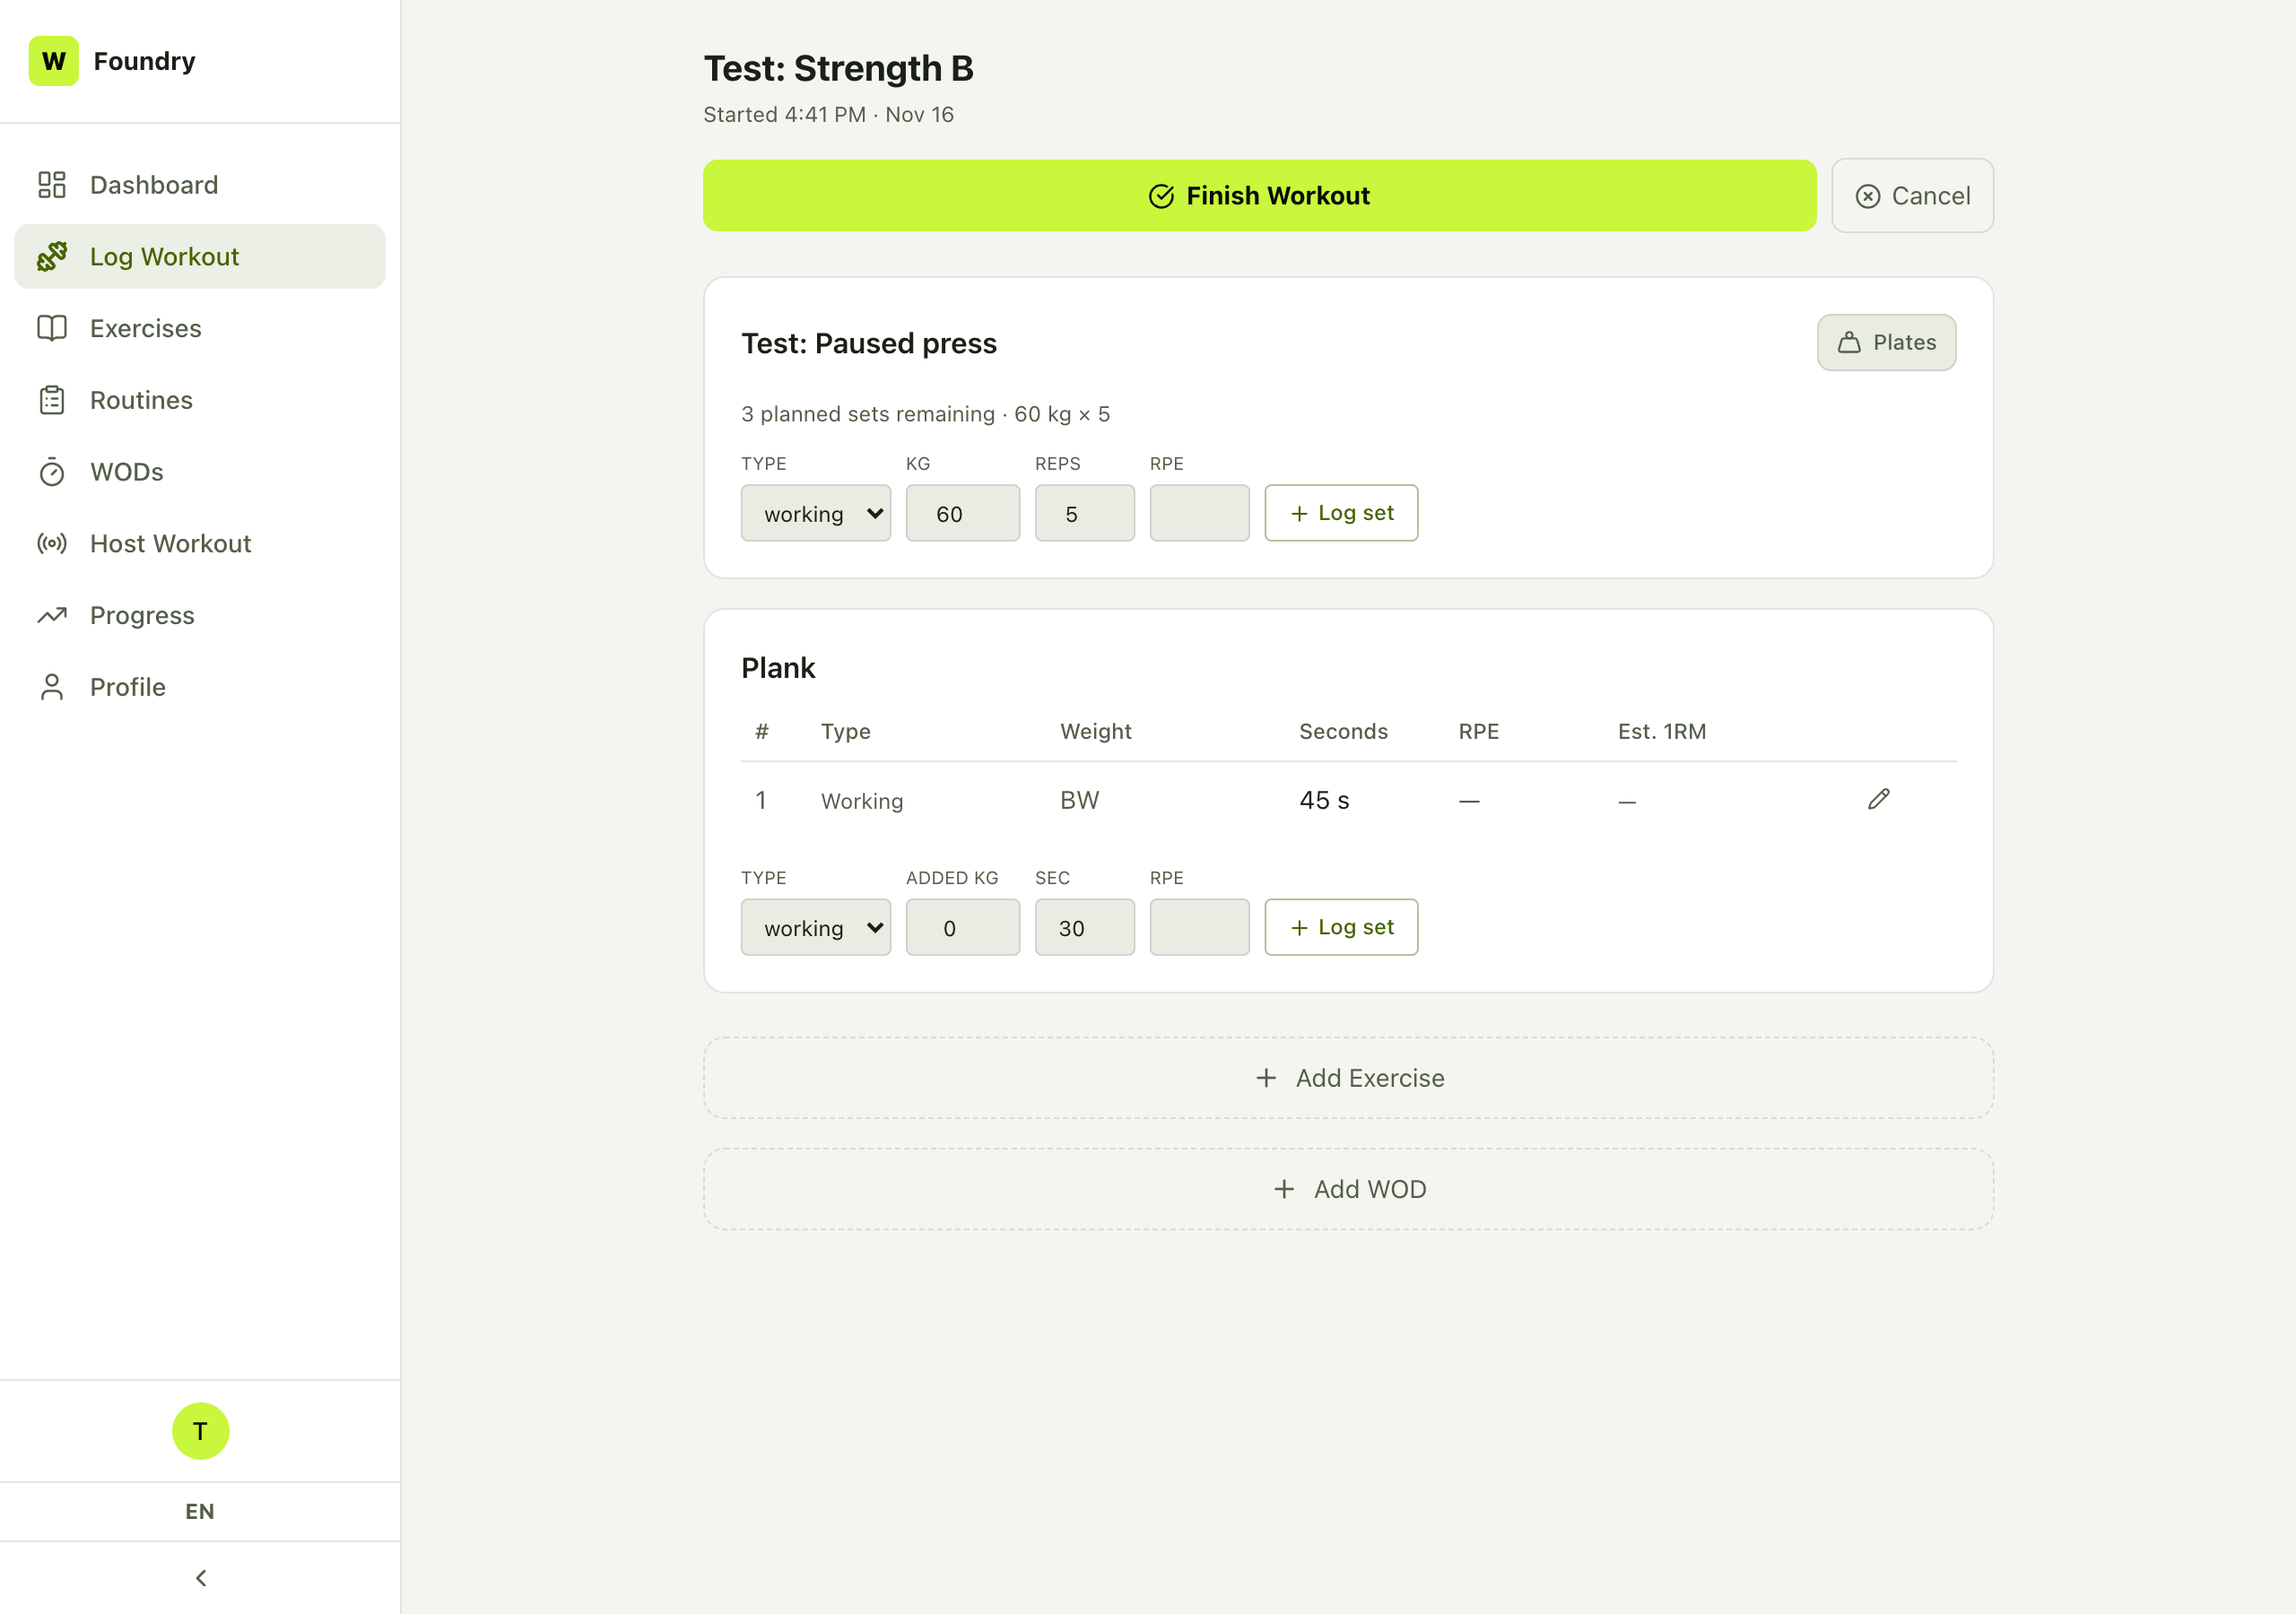 W Foundry
Dashboard
Log Workout
Exercises
Routines
WODs
Host Workout
Progress
Profile
T
EN
Test: Strength B
Started 4:41 PM · Nov 16
Finish Workout
Cancel
Test: Paused press
Plates
3 planned sets remaining · 60 kg × 5
TYPE KG REPS RPE
working 60 5 + Log set
Plank
# Type Weight Seconds RPE Est. 1RM
1 Working BW 45 s — —
TYPE ADDED KG SEC RPE
working 0 30 + Log set
+ Add Exercise
+ Add WOD